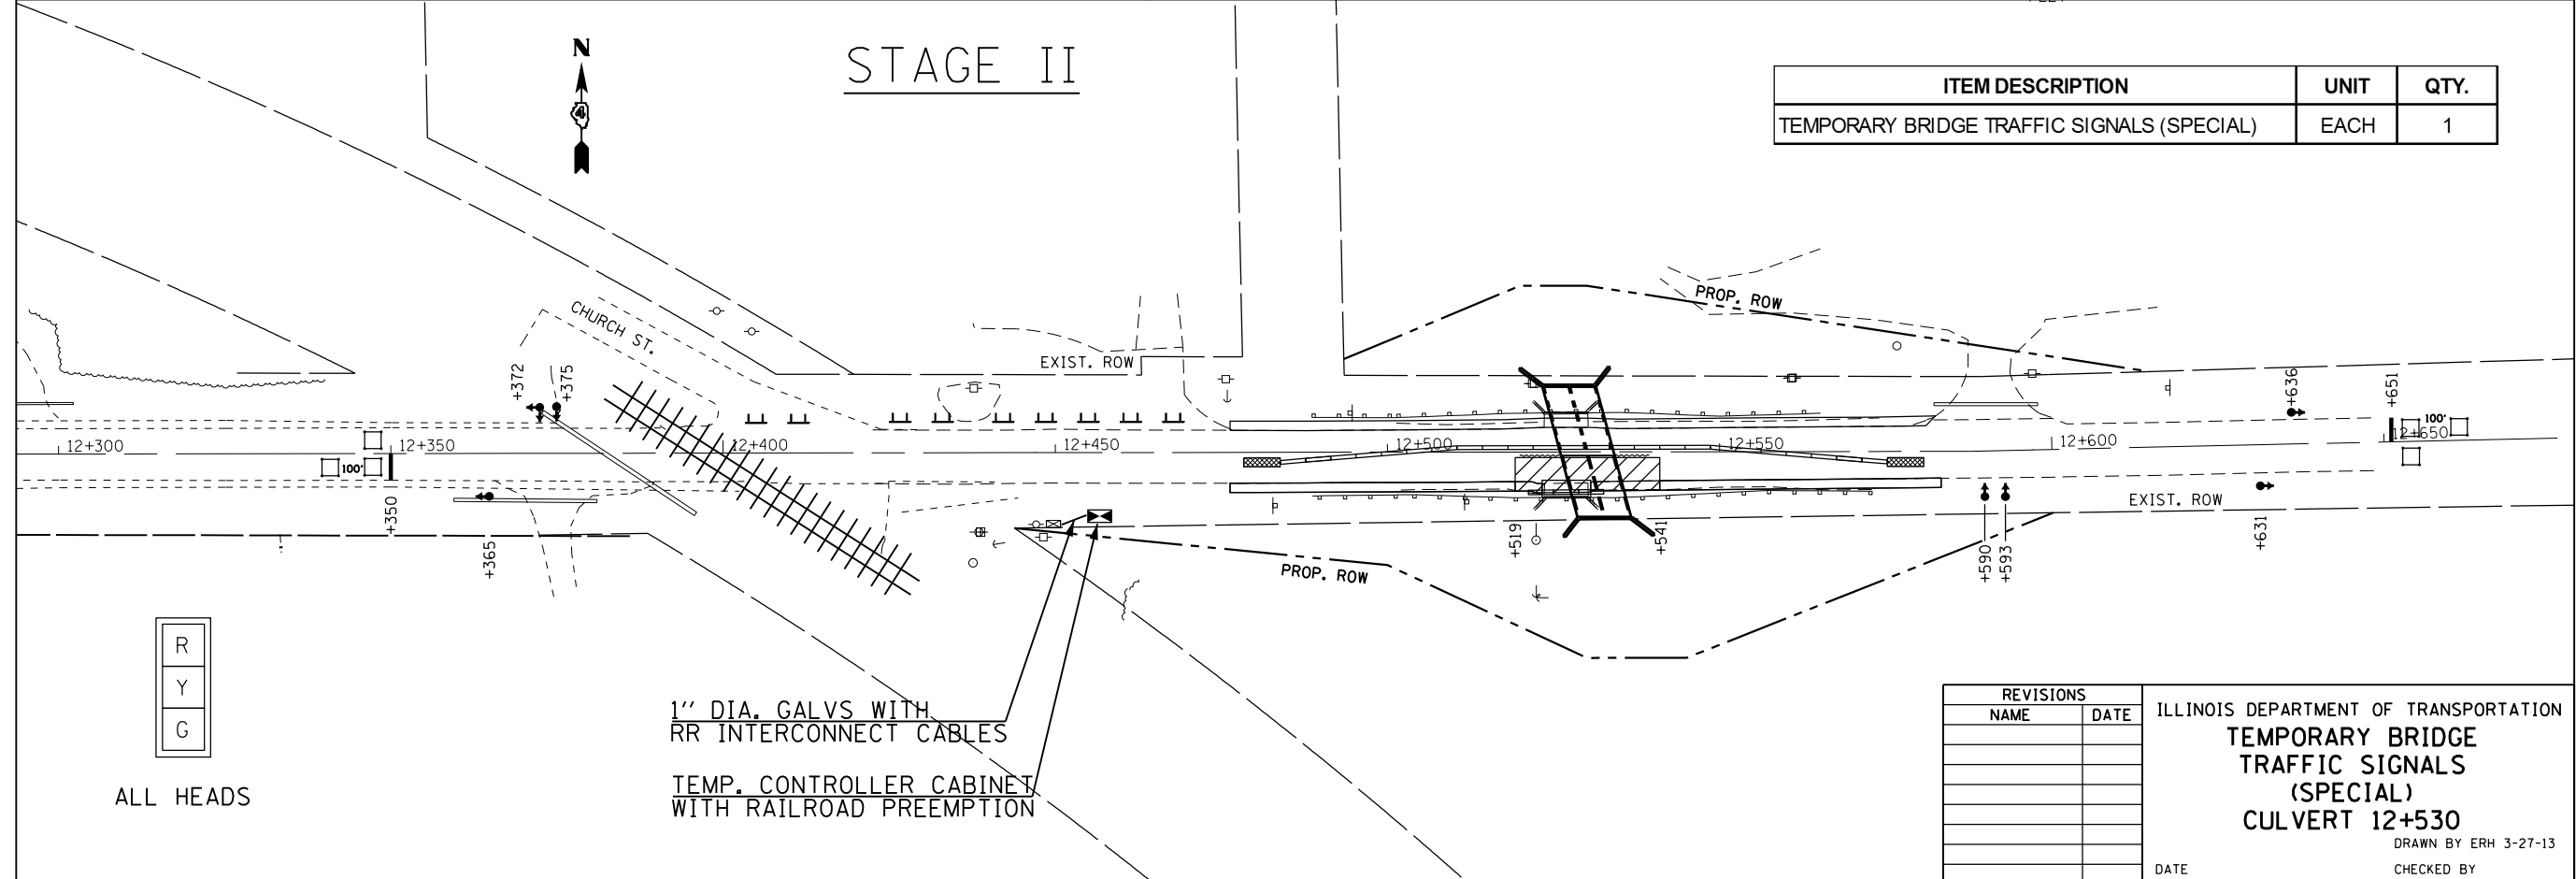 STAGE II
N
ITEM DESCRIPTION UNIT QTY.
TEMPORARY BRIDGE TRAFFIC SIGNALS (SPECIAL) EACH 1
CHURCH ST.
EXIST. ROW
PROP. ROW
+372
+375
+636
+651
12+300
12+350
12+400
12+450
12+500
12+550
12+600
12+650
100'
100'
+350
+365
+519
+541
+590
+593
+631
EXIST. ROW
PROP. ROW
R
Y
G
ALL HEADS
1'' DIA. GALVS WITH
RR INTERCONNECT CABLES
TEMP. CONTROLLER CABINET
WITH RAILROAD PREEMPTION
REVISIONS
NAME DATE
ILLINOIS DEPARTMENT OF TRANSPORTATION
TEMPORARY BRIDGE
TRAFFIC SIGNALS
(SPECIAL)
CULVERT 12+530
DRAWN BY ERH 3-27-13
DATE CHECKED BY